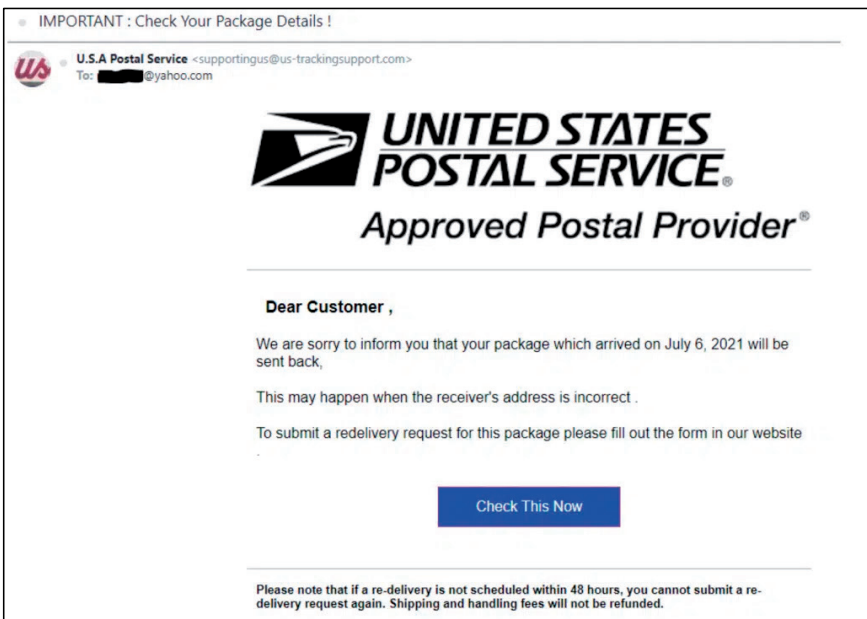 IMPORTANT : Check Your Package Details !
us
U.S.A Postal Service <supportingus@us-trackingsupport.com>
To: @yahoo.com
UNITED STATES
POSTAL SERVICE®
Approved Postal Provider®
Dear Customer ,
We are sorry to inform you that your package which arrived on July 6, 2021 will be
sent back,
This may happen when the receiver's address is incorrect .
To submit a redelivery request for this package please fill out the form in our website
.
Check This Now
Please note that if a re-delivery is not scheduled within 48 hours, you cannot submit a re-
delivery request again. Shipping and handling fees will not be refunded.